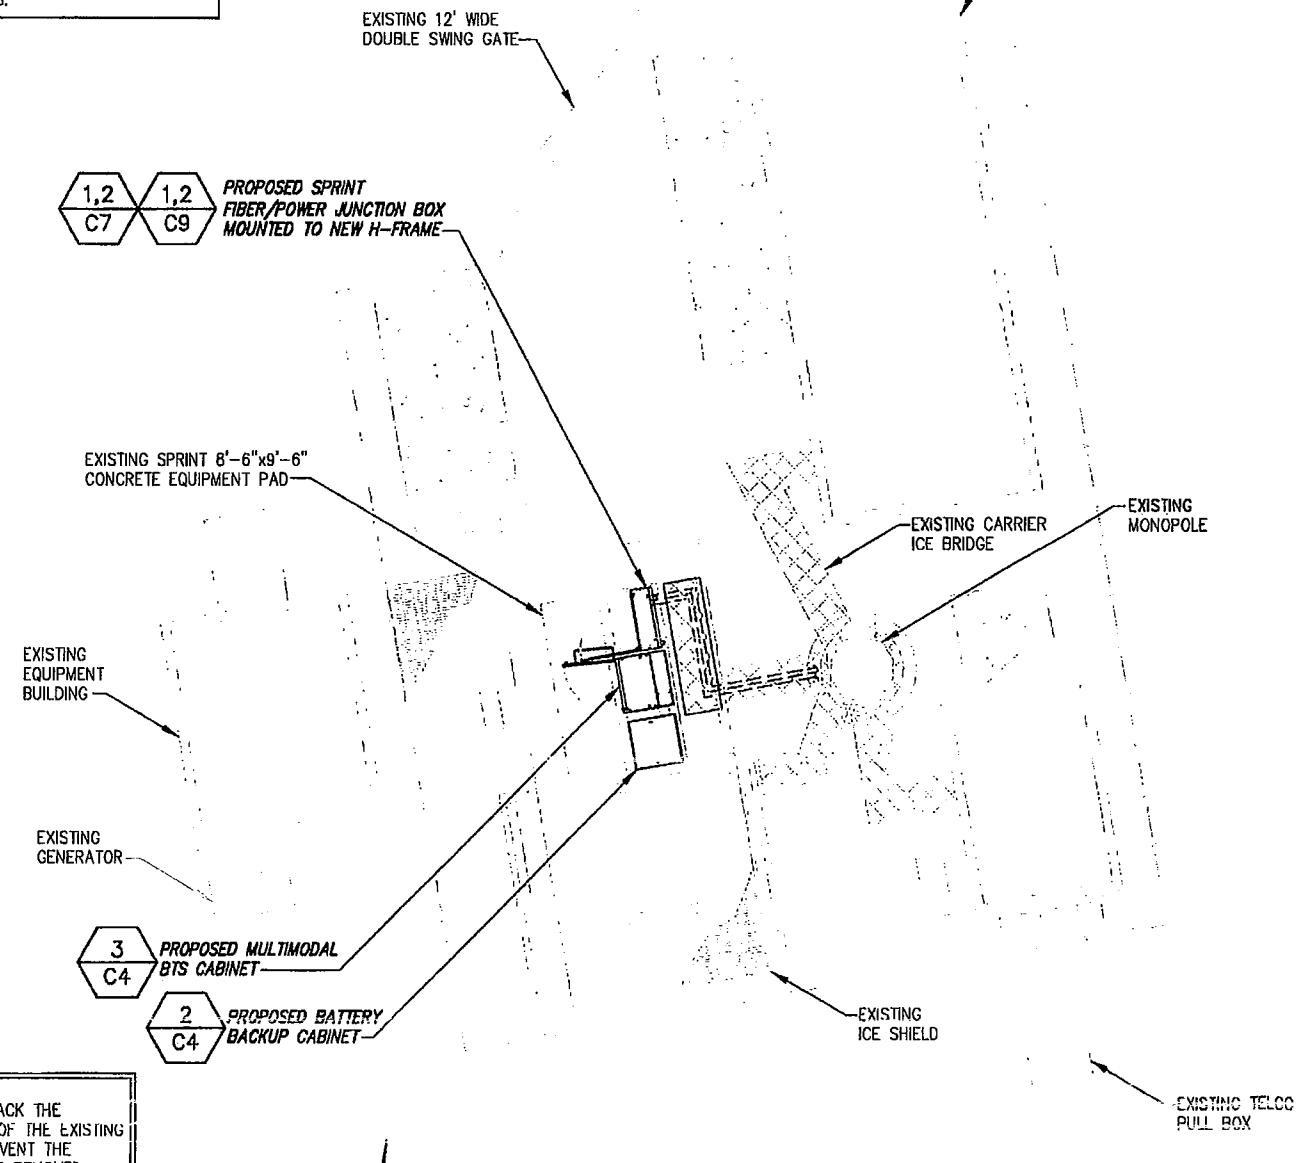 EXISTING 12' WIDE
DOUBLE SWING GATE
1,2
C7
1,2
C9
PROPOSED SPRINT
FIBER/POWER JUNCTION BOX
MOUNTED TO NEW H-FRAME
EXISTING SPRINT 8'-6"x9'-6"
CONCRETE EQUIPMENT PAD
EXISTING CARRIER
ICE BRIDGE
EXISTING
MONOPOLE
EXISTING
EQUIPMENT
BUILDING
EXISTING
GENERATOR
3
C4
PROPOSED MULTIMODAL
BTS CABINET
2
C4
PROPOSED BATTERY
BACKUP CABINET
EXISTING
ICE SHIELD
EXISTING TELCO
PULL BOX
ACK THE
OF THE EXISTING
VENT THE